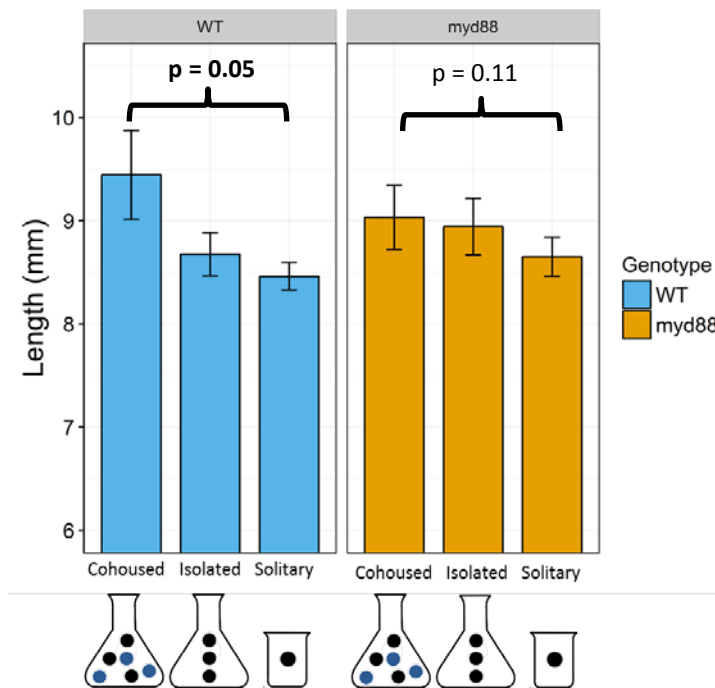 WT
myd88
p = 0.05
p = 0.11
10
9
8
7
6
Length (mm)
Genotype
WT
myd88
Cohoused Isolated Solitary
Cohoused Isolated Solitary